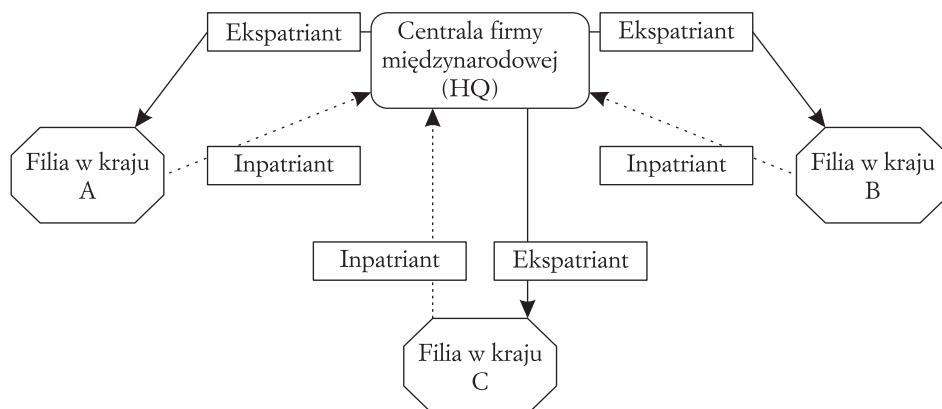 Ekspatriant
Centrala firmy
międzynarodowej
(HQ)
Ekspatriant
Filia w kraju
A
Inpatriant
Inpatriant
Filia w kraju
B
Inpatriant
Ekspatriant
Filia w kraju
C